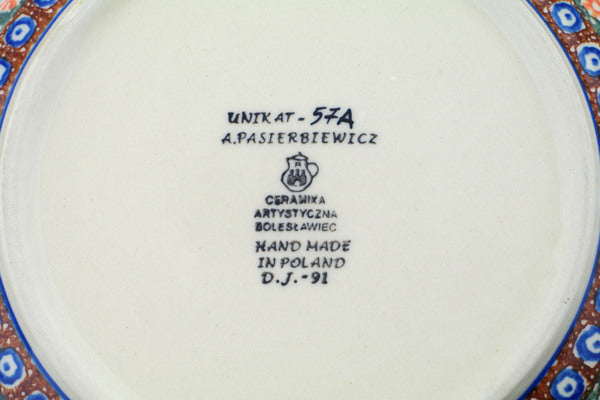 UNIKAT - 57A
A. PASIERBIEWICZ
CERAMIKA
ARTYSTYCZNA
BOLESŁAWIEC
HAND MADE
IN POLAND
D.J.-91